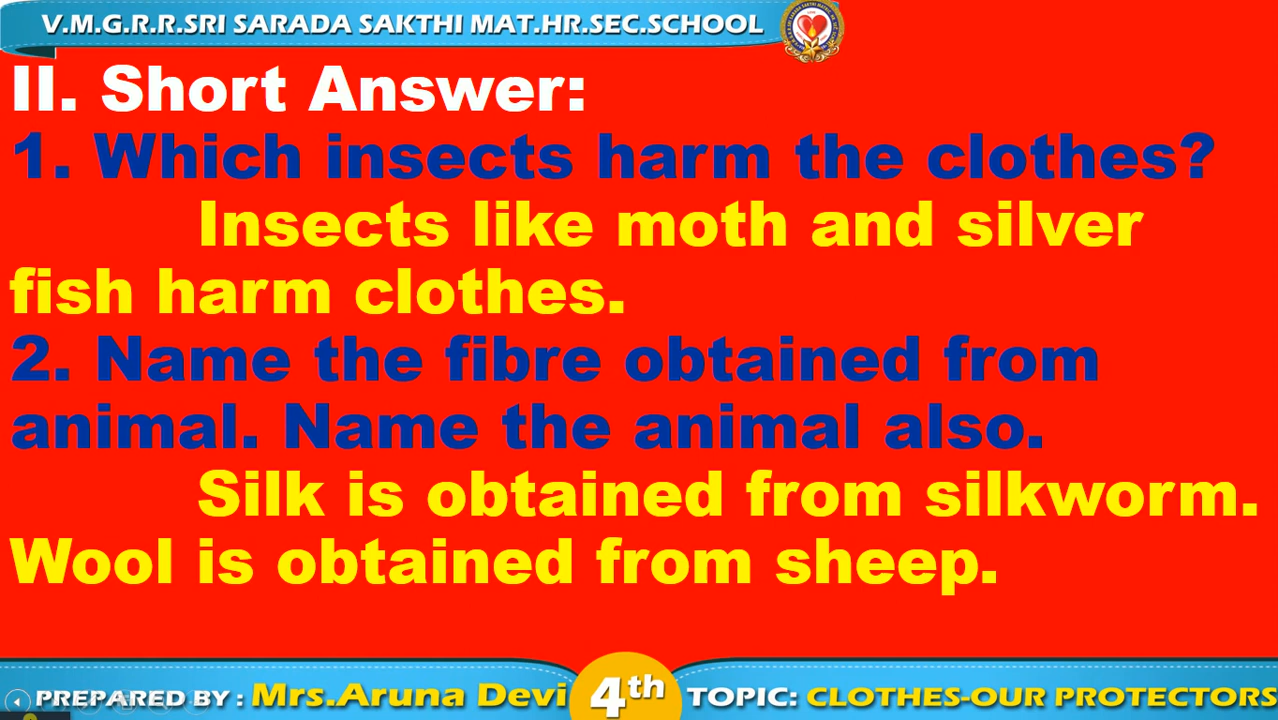 V.M.G.R.R.SRI SARADA SAKTHI MAT.HR.SEC.SCHOOL
II. Short Answer:
1. Which insects harm the clothes?
Insects like moth and silver
fish harm clothes.
2. Name the fibre obtained from
animal. Name the animal also.
Silk is obtained from silkworm.
Wool is obtained from sheep.
PREPARED BY : Mrs.Aruna Devi 4th TOPIC: CLOTHES-OUR PROTECTORS